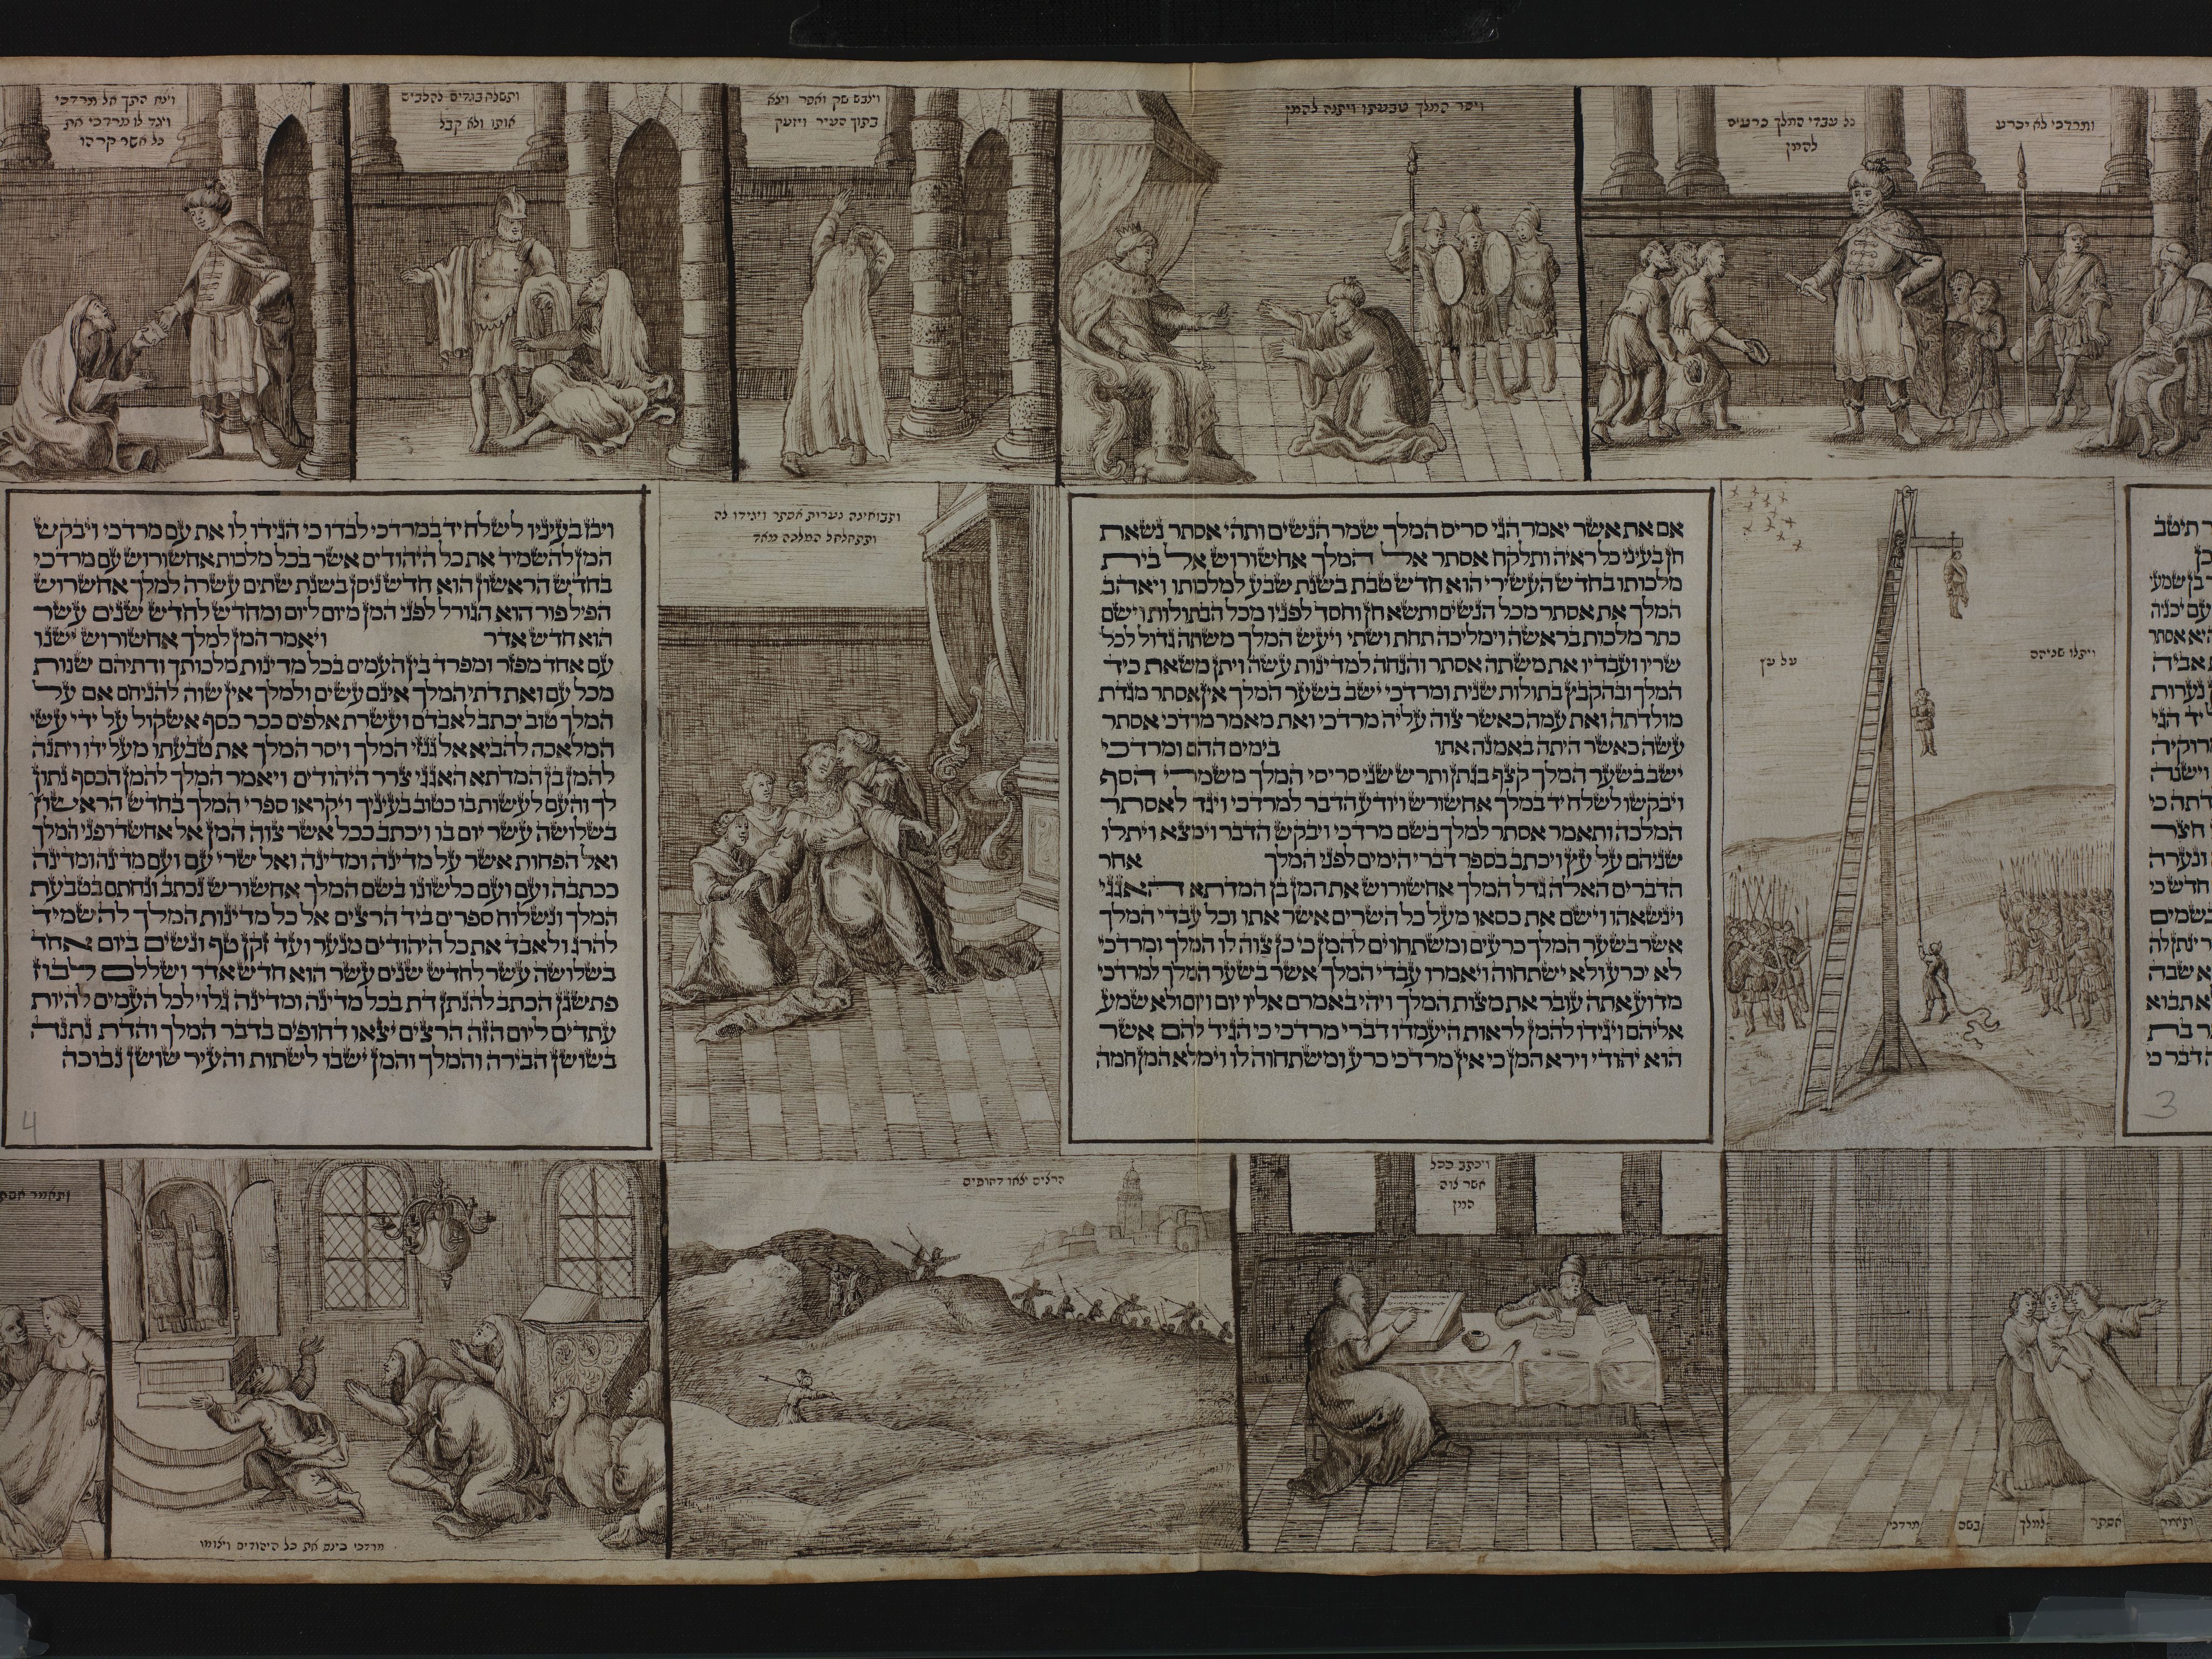 ומרדכי לא יכרע
כל עבדי המלך כרעים
להמן
ויסר המלך טבעתו ויתנה להמן
וילבש שק ואפר ויצא
בתוך העיר ויזעק
ותשלח בגדים להלביש
אותו ולא קבל
ויגד לו מרדכי את
כל אשר קרהו
תיטב
בן שמעי
עם יכניה
היא אסתר
אביה
נערות
יד הגי
וישנה
חצר
ונערה
חדש כי
בשמים
ינתן לה
שבה
תבוא
בת
דבר כי
3
ויתלו שניהם
על עץ
אם את אשר יאמר הגי סריס המלך שמר הנשים ותהי אסתר נשאת
חן בעיני כל ראיה ותלקח אסתר אל המלך אחשורוש אל בית
מלכותו בחדש העשירי הוא חדש טבת בשנת שבע למלכותו ויאהב
המלך את אסתר מכל הנשים ותשא חן וחסד לפניו מכל הבתולות וישם
כתר מלכות בראשה וימליכה תחת ושתי ויעש המלך משתה גדול לכל
שריו ועבדיו את משתה אסתר והנחה למדינות עשה ויתן משאת כיד
המלך ובהקבץ בתולות שנית ומרדכי ישב בשער המלך אין אסתר מגדת
מולדתה ואת עמה כאשר צוה עליה מרדכי ואת מאמר מרדכי אסתר
עשה כאשר היתה באמנה אתו בימים ההם ומרדכי
ישב בשער המלך קצף בגתן ותרש שני סריסי המלך משמרי הסף
ויבקשו לשלח יד במלך אחשורש ויודע הדבר למרדכי ויגד לאסתר
המלכה ותאמר אסתר למלך בשם מרדכי ויבקש הדבר וימצא ויתלו
שניהם על עץ ויכתב בספר דברי הימים לפני המלך אחר
הדברים האלה גדל המלך אחשורוש את המן בן המדתא האגגי
וינשאהו וישם את כסאו מעל כל השרים אשר אתו וכל עבדי המלך
אשר בשער המלך כרעים ומשתחוים להמן כי כן צוה לו המלך ומרדכי
לא יכרע ולא ישתחוה ויאמרו עבדי המלך אשר בשער המלך למרדכי
מדוע אתה עובר את מצות המלך ויהי באמרם אליו יום ויום ולא שמע
אליהם ויגידו להמן לראות היעמדו דברי מרדכי כי הגיד להם אשר
הוא יהודי וירא המן כי אין מרדכי כרע ומשתחוה לו וימלא המן חמה
ותבואינה נערות אסתר ויגידו לה
ותתחלחל המלכה מאד
ויבז בעיניו לשלח יד במרדכי לבדו כי הגידו לו את עם מרדכי ויבקש
המן להשמיד את כל היהודים אשר בכל מלכות אחשורוש עם מרדכי
בחדש הראשון הוא חדש ניסן בשנת שתים עשרה למלך אחשורוש
הפיל פור הוא הגורל לפני המן מיום ליום ומחדש לחדש שנים עשר
הוא חדש אדר ויאמר המן למלך אחשורוש ישנו
עם אחד מפזר ומפרד בין העמים בכל מדינות מלכותך ודתיהם שנות
מכל עם ואת דתי המלך אינם עשים ולמלך אין שוה להניחם אם על
המלך טוב יכתב לאבדם ועשרת אלפים ככר כסף אשקול על ידי עשי
המלאכה להביא אל גנזי המלך ויסר המלך את טבעתו מעל ידו ויתנה
להמן בן המדתא האגגי צרר היהודים ויאמר המלך להמן הכסף נתון
לך והעם לעשות בו כטוב בעיניך ויקראו ספרי המלך בחדש הראשון
בשלושה עשר יום בו ויכתב ככל אשר צוה המן אל אחשדרפני המלך
ואל הפחות אשר על מדינה ומדינה ואל שרי עם ועם מדינה ומדינה
ככתבה ועם ועם כלשונו בשם המלך אחשורש נכתב ונחתם בטבעת
המלך ונשלוח ספרים ביד הרצים אל כל מדינות המלך להשמיד
להרג ולאבד את כל היהודים מנער ועד זקן טף ונשים ביום אחד
בשלושה עשר לחדש שנים עשר הוא חדש אדר ושללם לבוז
פתשגן הכתב להנתן דת בכל מדינה ומדינה גלוי לכל העמים להיות
עתדים ליום הזה הרצים יצאו דחופים בדבר המלך והדת נתנה
בשושן הבירה והמלך והמן ישבו לשתות והעיר שושן נבוכה
4
ותאמר אסתר למלך בשם מרדכי
ויכתב ככל
אשר צוה
המן
הרצים יצאו דחופים
מרדכי כינס את כל היהודים ויצומו
ותאמר